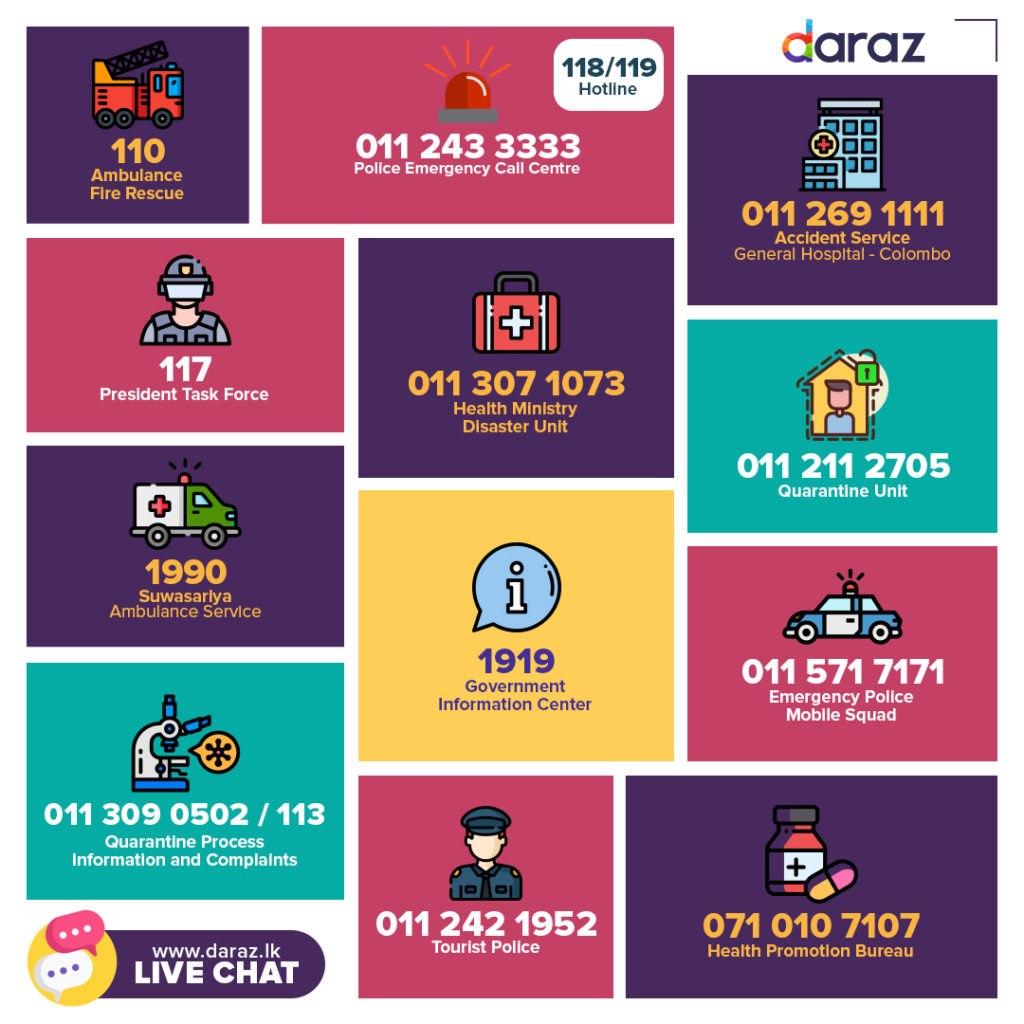 110
Ambulance
Fire Rescue
118/119
Hotline
011 243 3333
Police Emergency Call Centre
daraz
011 269 1111
Accident Service
General Hospital - Colombo
117
President Task Force
011 307 1073
Health Ministry
Disaster Unit
011 211 2705
Quarantine Unit
1990
Suwasariya
Ambulance Service
1919
Government
Information Center
011 571 7171
Emergency Police
Mobile Squad
011 309 0502 / 113
Quarantine Process
Information and Complaints
011 242 1952
Tourist Police
071 010 7107
Health Promotion Bureau
www.daraz.lk
LIVE CHAT